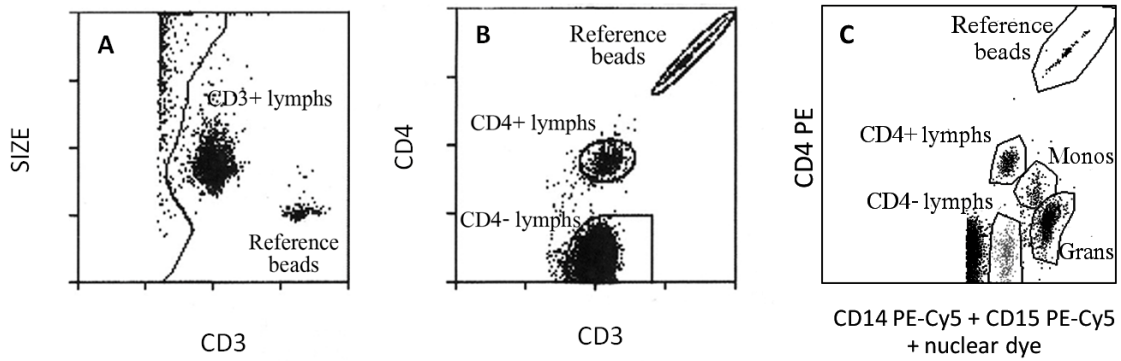 A
SIZE
CD3+ lymphs
Reference
beads
CD3
B
CD4
Reference
beads
CD4+ lymphs
CD4- lymphs
CD3
C
CD4 PE
Reference
beads
CD4+ lymphs
Monos
CD4- lymphs
Grans
CD14 PE-Cy5 + CD15 PE-Cy5
+ nuclear dye